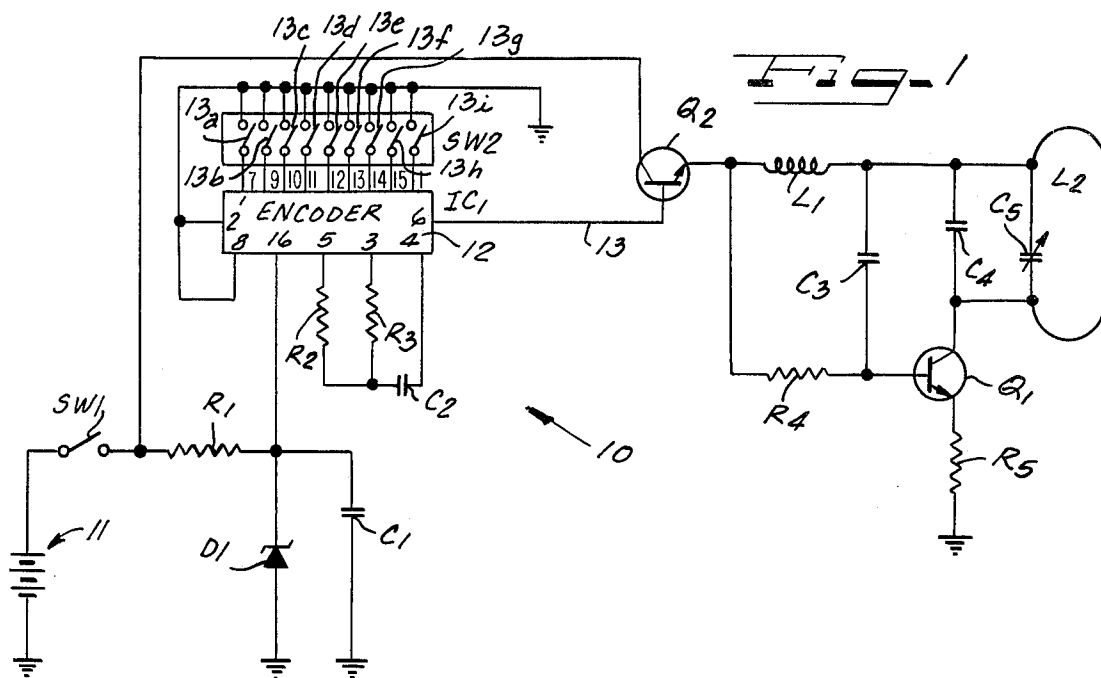 13c 13d 13e 13f 13g
Fig-1
13a
13i
Q2
SW2
13b
13h
L1
L2
7 9 10 11 12 13 14 15 1
IC1
2 ENCODER 6
13
8 16 5 3 4
12
C5
C4
C3
R2
R3
C2
Q1
R4
SW1
R1
10
R5
11
D1
C1